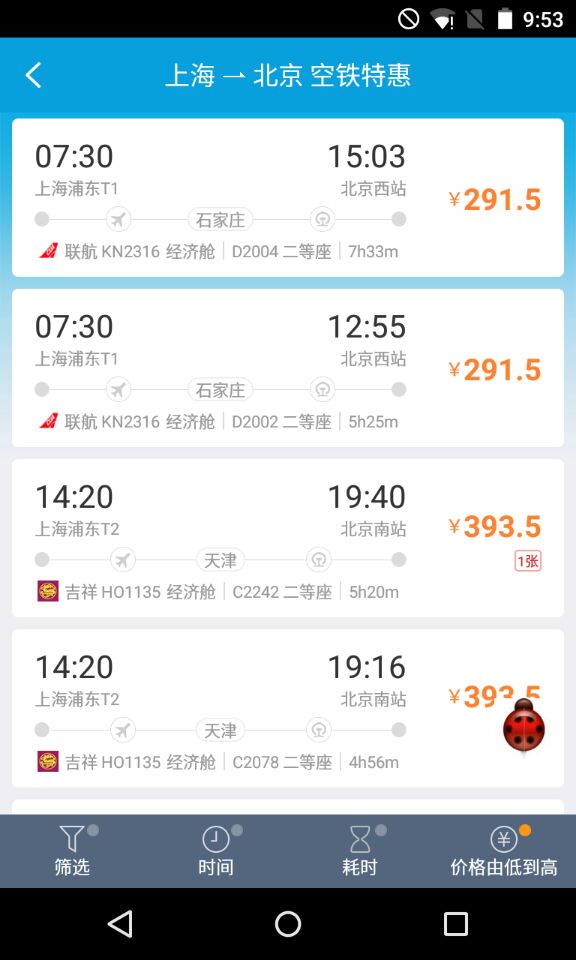 9:53
上海 → 北京 空铁特惠
07:30 15:03
上海浦东T1 北京西站
¥291.5
石家庄
联航 KN2316 经济舱 | D2004 二等座 | 7h33m
07:30 12:55
上海浦东T1 北京西站
¥291.5
石家庄
联航 KN2316 经济舱 | D2002 二等座 | 5h25m
14:20 19:40
上海浦东T2 北京南站
¥393.5
1张
天津
吉祥 HO1135 经济舱 | C2242 二等座 | 5h20m
14:20 19:16
上海浦东T2 北京南站
¥393.5
天津
吉祥 HO1135 经济舱 | C2078 二等座 | 4h56m
筛选 时间 耗时 价格由低到高